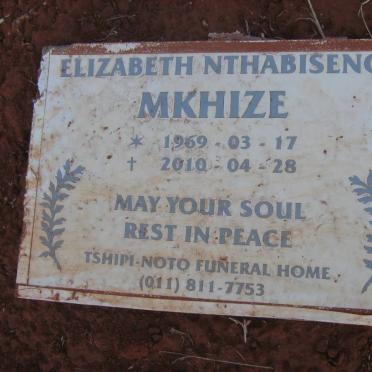 ELIZABETH NTHABISENG
MKHIZE
* 1969 - 03 - 17
† 2010 - 04 - 28
MAY YOUR SOUL
REST IN PEACE
TSHIPI-NOTO FUNERAL HOME
(011) 811-7753